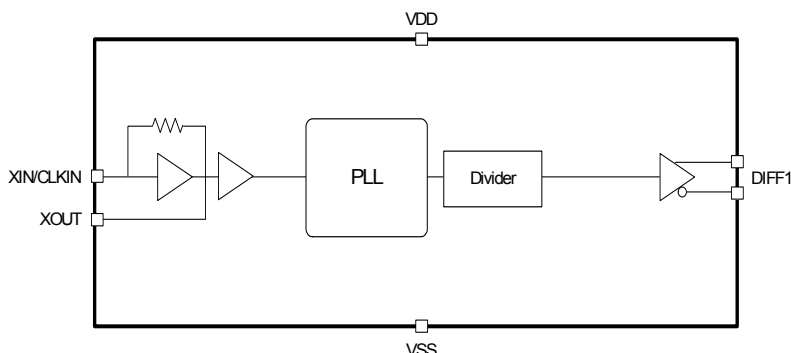 VDD
XIN/CLKIN
PLL
Divider
DIFF1
XOUT
VSS